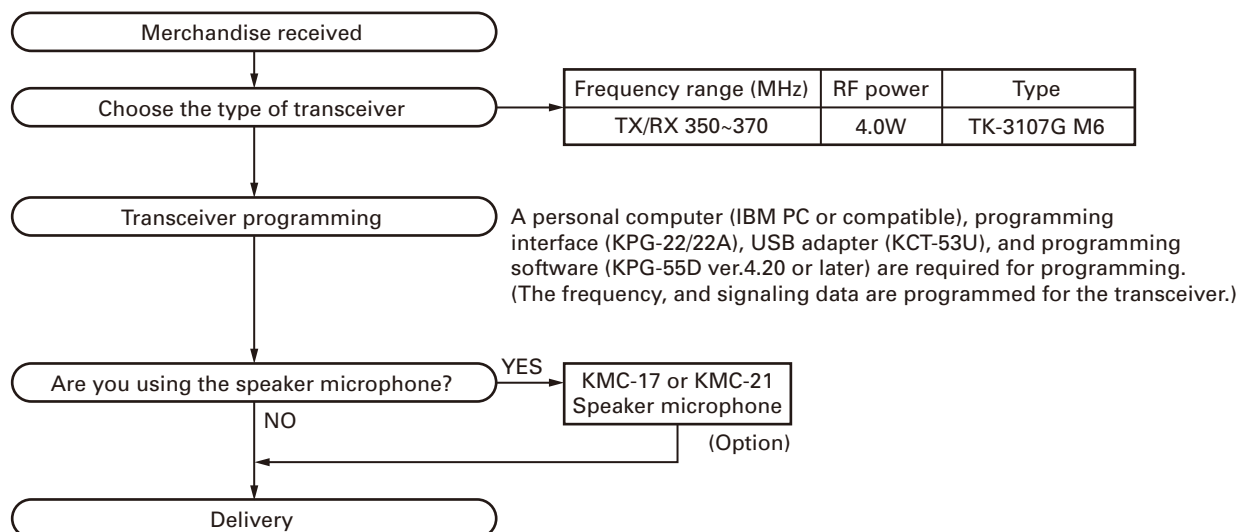 Merchandise received
Choose the type of transceiver
Frequency range (MHz) RF power Type
TX/RX 350~370 4.0W TK-3107G M6
Transceiver programming
A personal computer (IBM PC or compatible), programming
interface (KPG-22/22A), USB adapter (KCT-53U), and programming
software (KPG-55D ver.4.20 or later) are required for programming.
(The frequency, and signaling data are programmed for the transceiver.)
Are you using the speaker microphone?
YES
KMC-17 or KMC-21
Speaker microphone
NO
(Option)
Delivery